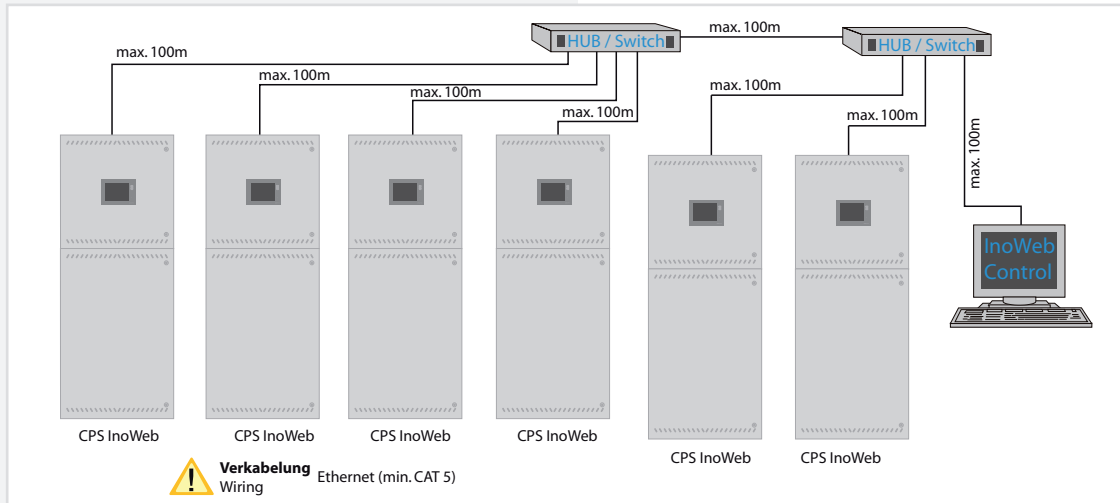 HUB / Switch
max. 100m
HUB / Switch
max. 100m
max. 100m
max. 100m
max. 100m
max. 100m
max. 100m
max. 100m
InoWeb
Control
CPS InoWeb
CPS InoWeb
CPS InoWeb
CPS InoWeb
CPS InoWeb
CPS InoWeb
Verkabelung
Wiring
Ethernet (min. CAT 5)